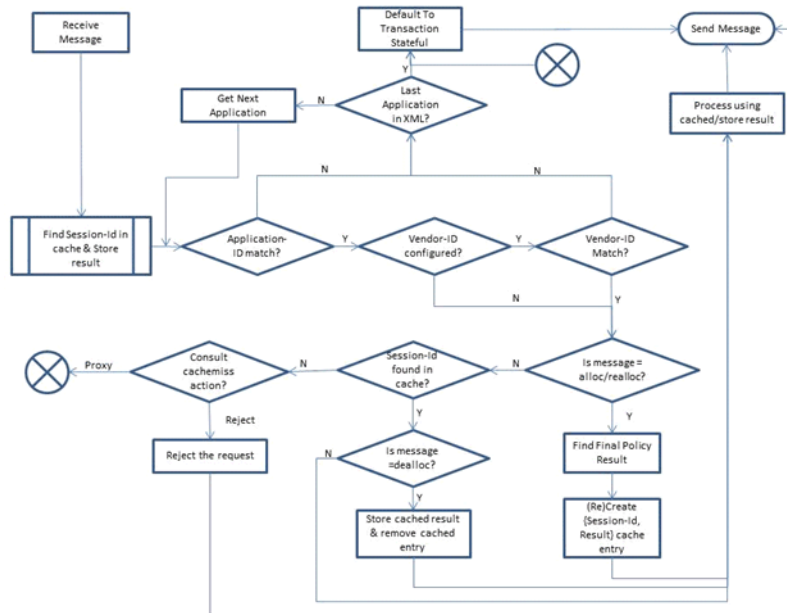 Receive
Message
Default To
Transaction
Stateful
Send Message
Y
Get Next
Application
N
Last
Application
in XML?
Process using
cached/store result
N
N
Find Session-Id in
cache & Store
result
Application-
ID match?
Y
Vendor-ID
configured?
Y
Vendor-ID
Match?
N
Y
Proxy
Consult
cachemiss
action?
N
Session-Id
found in
cache?
N
Is message =
alloc/realloc?
Reject
Y
Y
Reject the request
N
Is message
=dealloc?
Find Final Policy
Result
Y
Store cached result
& remove cached
entry
(Re)Create
{Session-Id,
Result} cache
entry